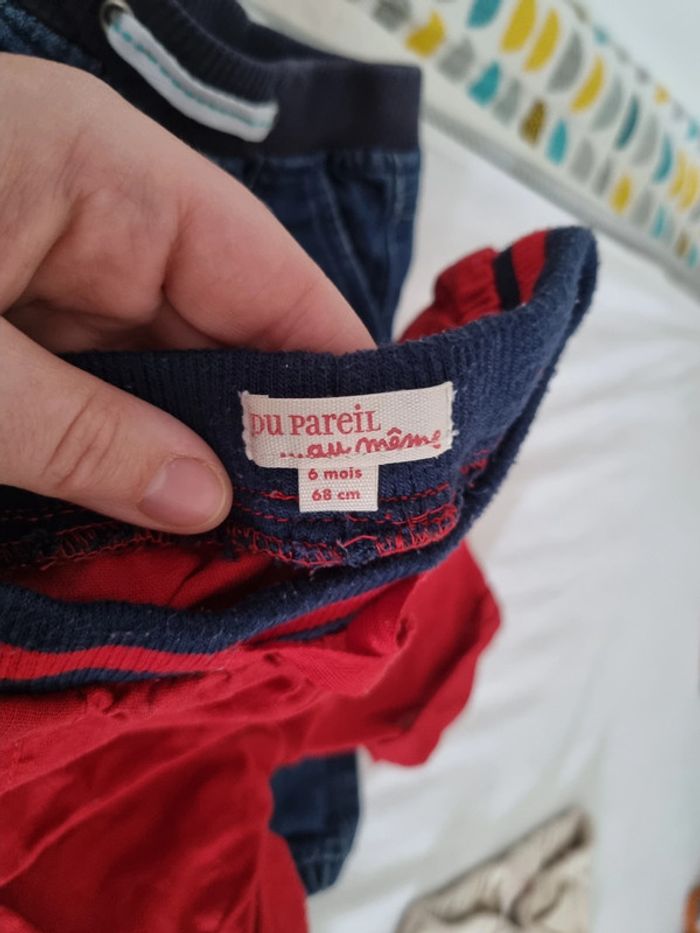 DU PAREIL
...au même
6 mois
68 cm